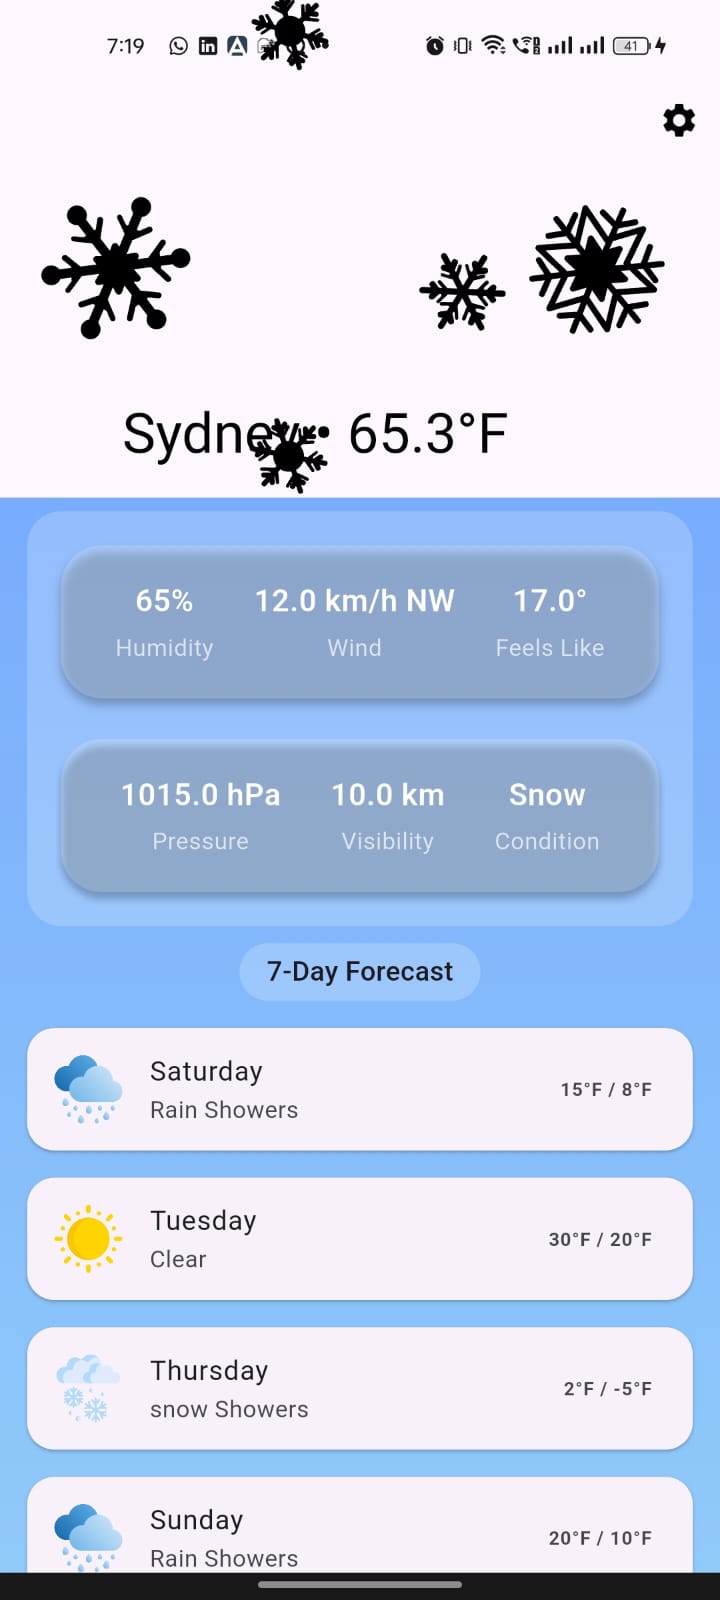 7:19 41
Sydney • 65.3°F
65% 12.0 km/h NW 17.0°
Humidity Wind Feels Like
1015.0 hPa 10.0 km Snow
Pressure Visibility Condition
7-Day Forecast
Saturday
Rain Showers
15°F / 8°F
Tuesday
Clear
30°F / 20°F
Thursday
snow Showers
2°F / -5°F
Sunday
Rain Showers
20°F / 10°F